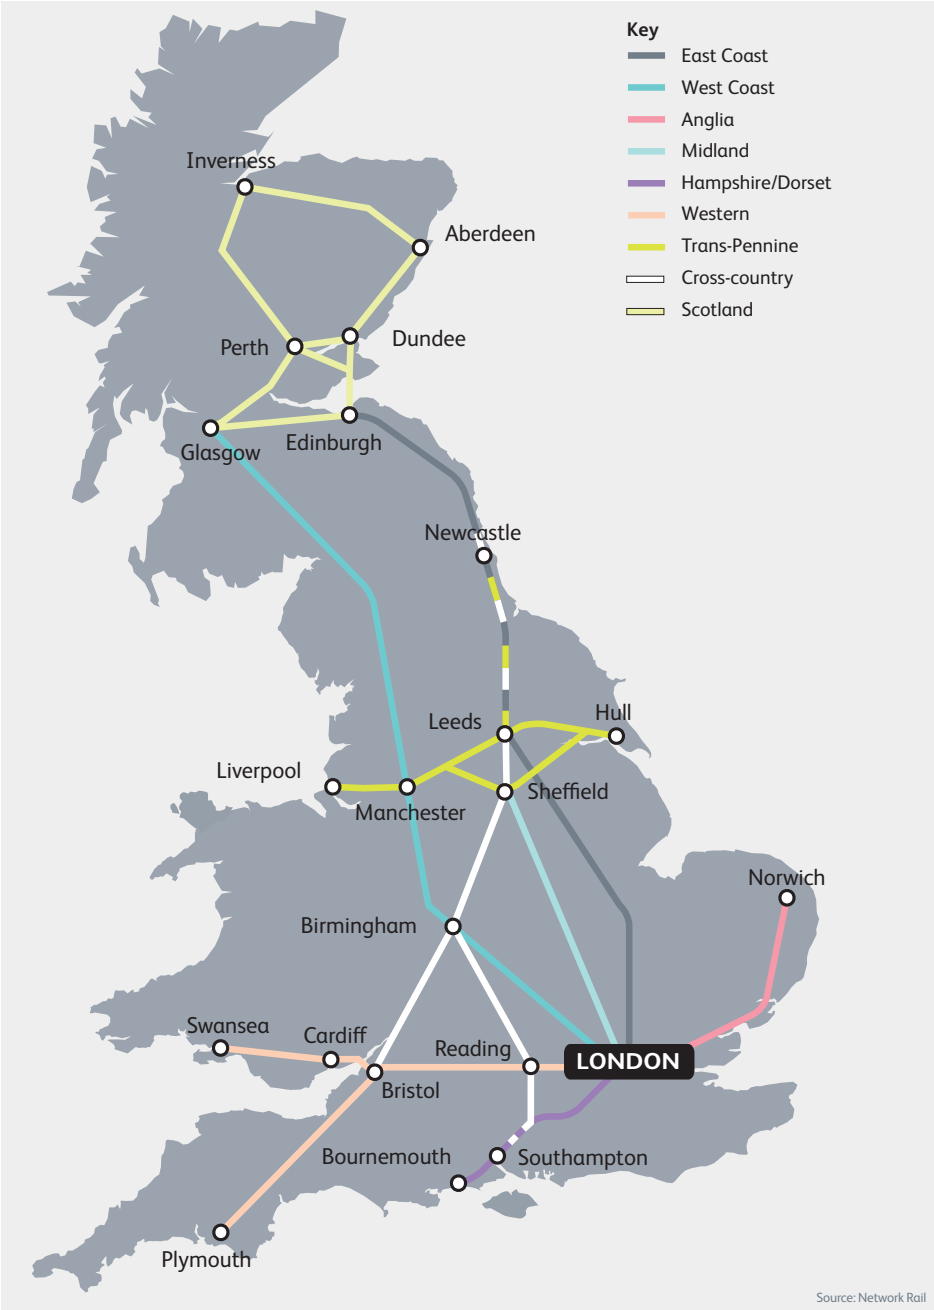 Key
East Coast
West Coast
Anglia
Midland
Hampshire/Dorset
Western
Trans-Pennine
Cross-country
Scotland
Inverness
Aberdeen
Perth
Dundee
Edinburgh
Glasgow
Newcastle
Leeds
Hull
Liverpool
Manchester
Sheffield
Norwich
Birmingham
Swansea
Cardiff
Reading
LONDON
Bristol
Bournemouth
Southampton
Plymouth
Source: Network Rail